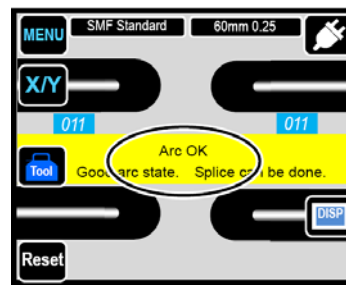 MENU SMF Standard 60mm 0.25
X/Y
011 011
Arc OK
Tool Good arc state. Splice can be done.
DISP
Reset